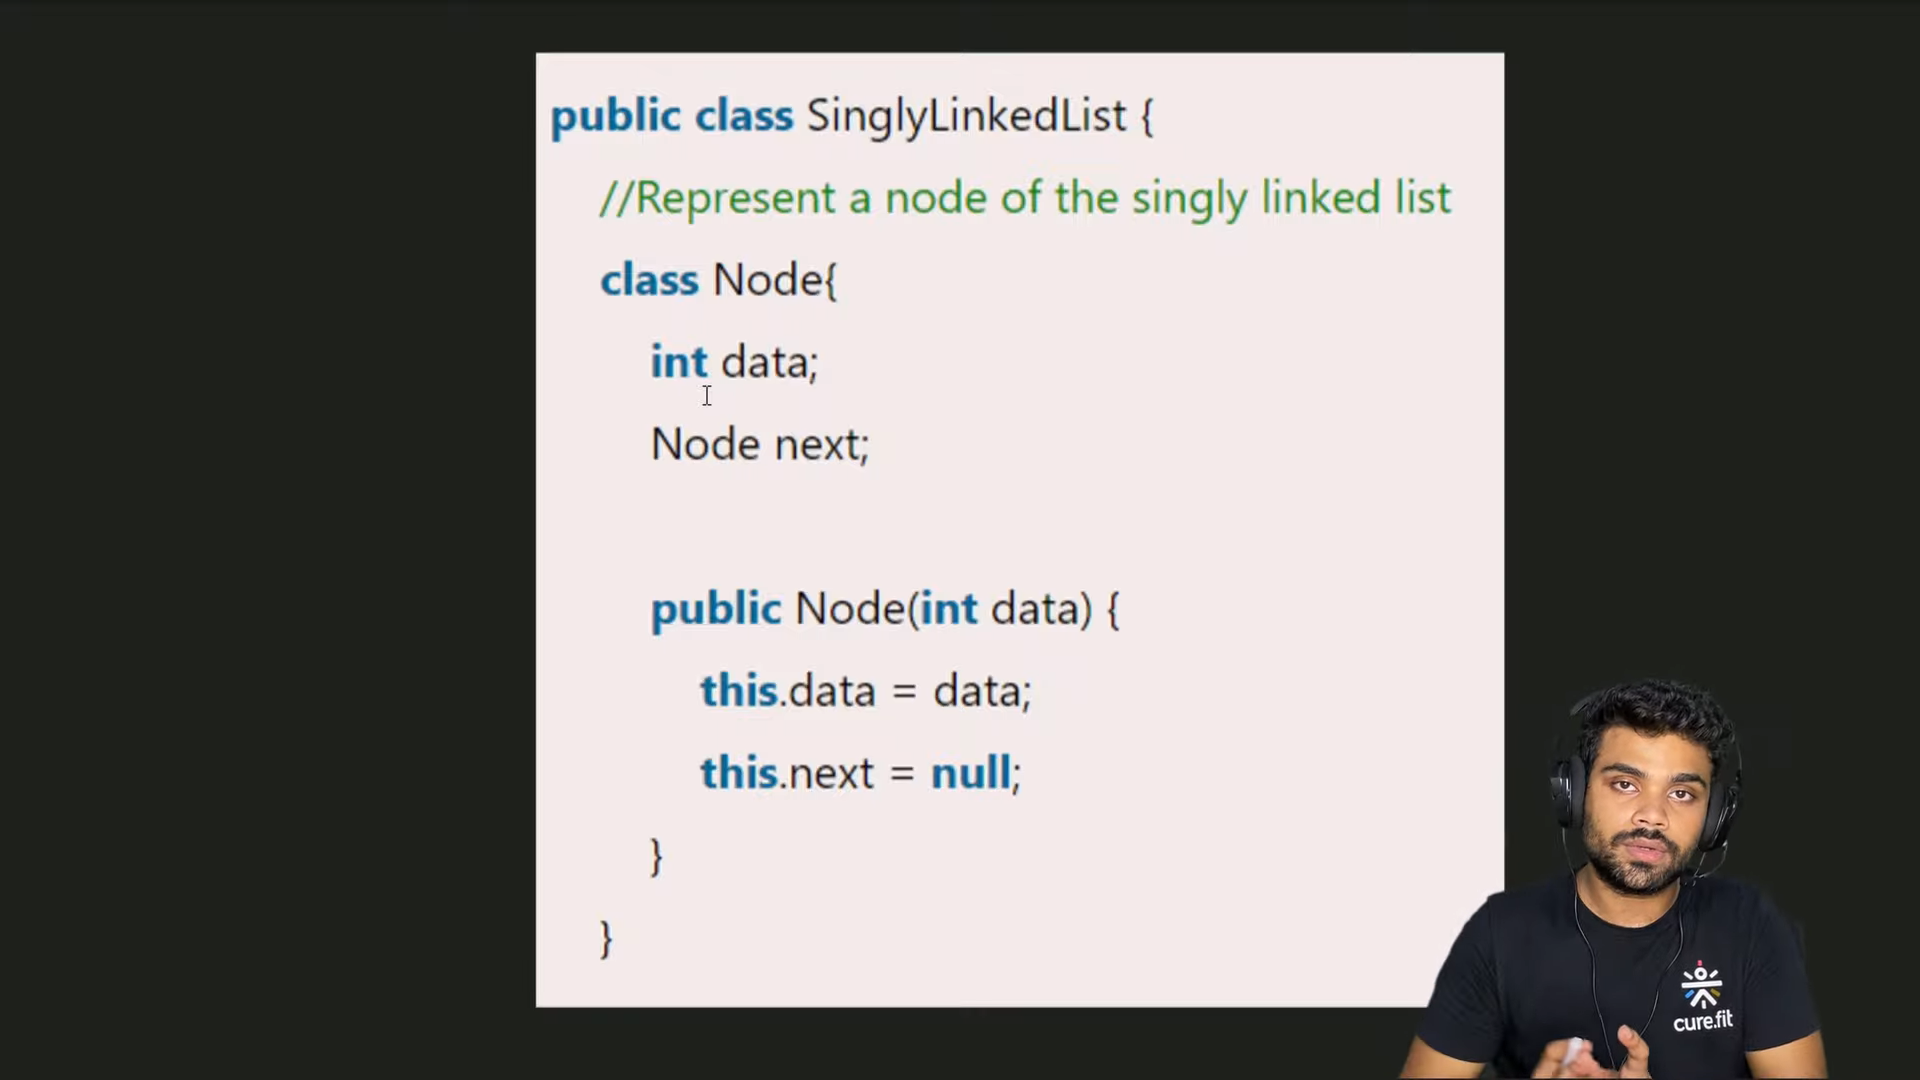 public class SinglyLinkedList {
//Represent a node of the singly linked list
class Node{
int data;
Node next;
public Node(int data) {
this.data = data;
this.next = null;
}
}
cure.fit